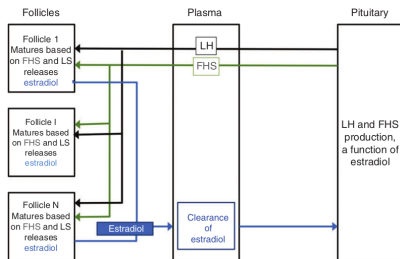 Follicles
Plasma
Pituitary
Follicle 1
Matures based
on FHS and LS
releases
estradiol
LH
FHS
Follicle I
Matures based
on FHS and LS
releases
estradiol
LH and FHS
production,
a function of
estradiol
Follicle N
Matures based
on FHS and LS
releases
estradiol
Estradiol
Clearance
of
estradiol